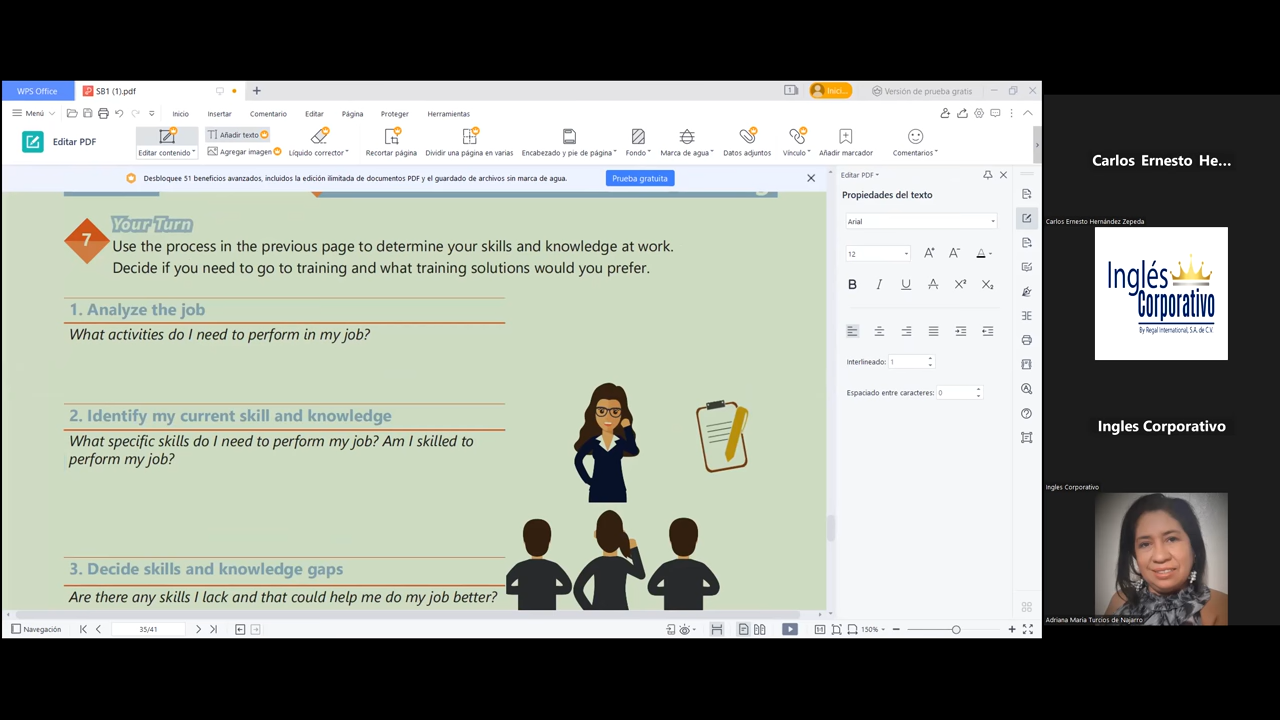 WPS Office
SB1 (1).pdf
Inici...
Versión de prueba gratis
Menú
Inicio
Insertar
Comentario
Editar
Página
Proteger
Herramientas
Editar PDF
Editar contenido
Añadir texto
Agregar imagen
Líquido corrector
Recortar página
Dividir una página en varias
Encabezado y pie de página
Fondo
Marca de agua
Datos adjuntos
Vínculo
Añadir marcador
Comentarios
Desbloquee 51 beneficios avanzados, incluidos la edición ilimitada de documentos PDF y el guardado de archivos sin marca de agua.
Prueba gratuita
7
Your Turn
Use the process in the previous page to determine your skills and knowledge at work.
Decide if you need to go to training and what training solutions would you prefer.
1. Analyze the job
What activities do I need to perform in my job?
2. Identify my current skill and knowledge
What specific skills do I need to perform my job? Am I skilled to
perform my job?
3. Decide skills and knowledge gaps
Are there any skills I lack and that could help me do my job better?
Editar PDF
Propiedades del texto
Arial
12
Interlineado: 1
Espaciado entre caracteres: 0
Navegación
35/41
150%
Carlos Ernesto He...
Carlos Ernesto Hernández Zepeda
Inglés
Corporativo
By Regal International, S.A. de C.V.
Ingles Corporativo
Ingles Corporativo
Adriana Maria Turcios de Najarro